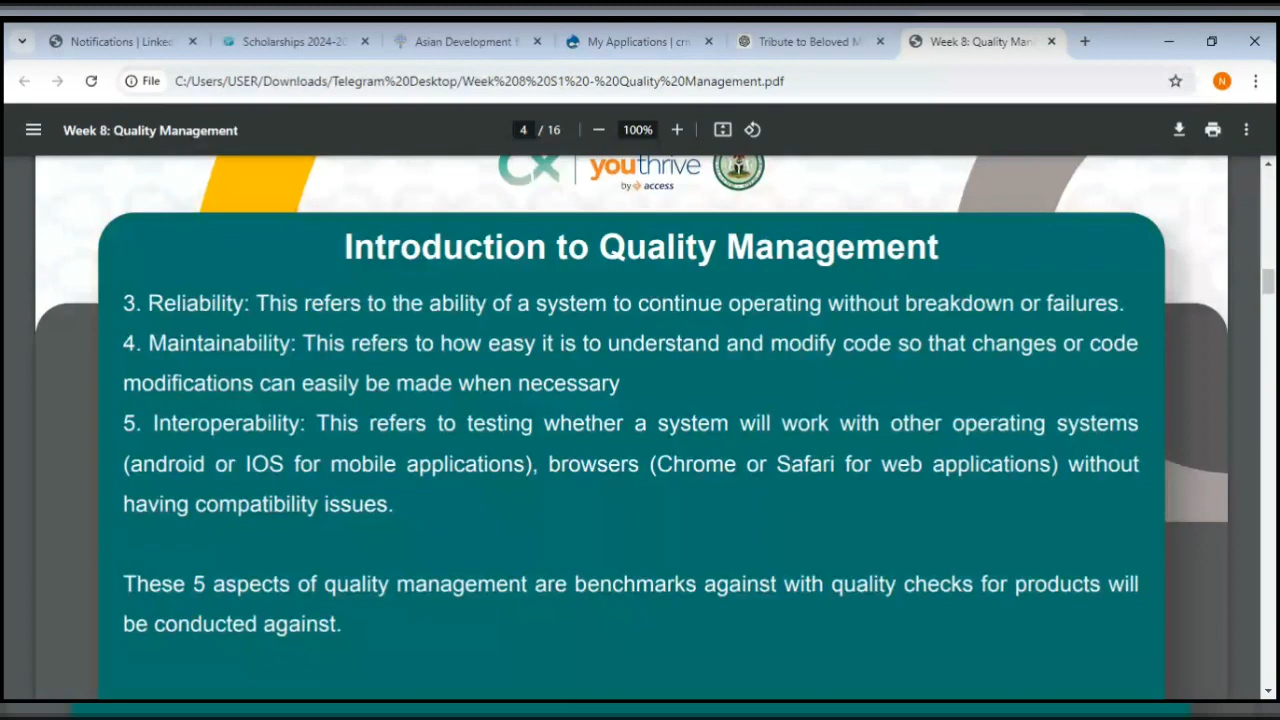 Notifications | Linke
Scholarships 2024-20
Asian Development
My Applications | crn
Tribute to Beloved M
Week 8: Quality Man
File
C:/Users/USER/Downloads/Telegram%20Desktop/Week%208%20S1%20-%20Quality%20Management.pdf
N
Week 8: Quality Management
4 / 16
100%
CX
youthrive
by access
Introduction to Quality Management
3. Reliability: This refers to the ability of a system to continue operating without breakdown or failures.
4. Maintainability: This refers to how easy it is to understand and modify code so that changes or code
modifications can easily be made when necessary
5. Interoperability: This refers to testing whether a system will work with other operating systems
(android or IOS for mobile applications), browsers (Chrome or Safari for web applications) without
having compatibility issues.
These 5 aspects of quality management are benchmarks against with quality checks for products will
be conducted against.